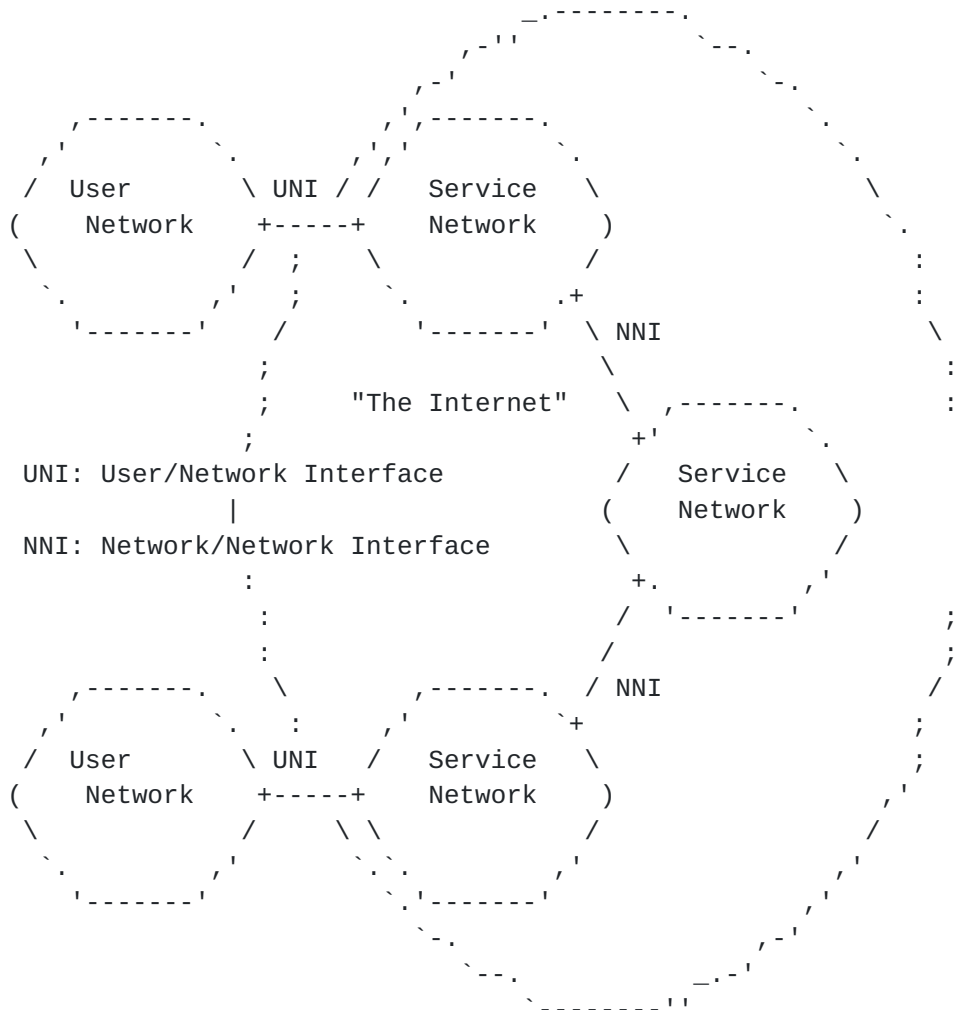 User UNI Service
Network Network
NNI
"The Internet"
UNI: User/Network Interface Service
Network
NNI: Network/Network Interface
NNI
User UNI Service
Network Network